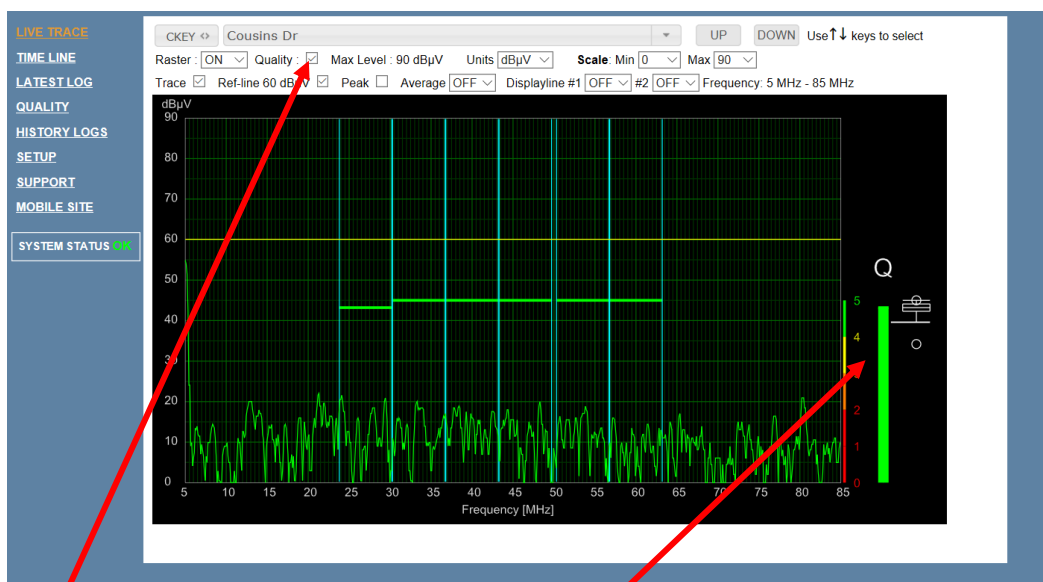 LIVE TRACE
TIME LINE
LATEST LOG
QUALITY
HISTORY LOGS
SETUP
SUPPORT
MOBILE SITE
SYSTEM STATUS OK
CKEY <> Cousins Dr UP DOWN Use↑↓ keys to select
Raster : ON Quality : Max Level : 90 dBµV Units dBµV Scale: Min 0 Max 90
Trace Ref-line 60 dBµV Peak Average OFF Displayline #1 OFF #2 OFF Frequency: 5 MHz - 85 MHz
dBµV
90
80
70
60
50
40
30
20
10
0
5 10 15 20 25 30 35 40 45 50 55 60 65 70 75 80 85
Frequency [MHz]
Q
5
4
2
1
0